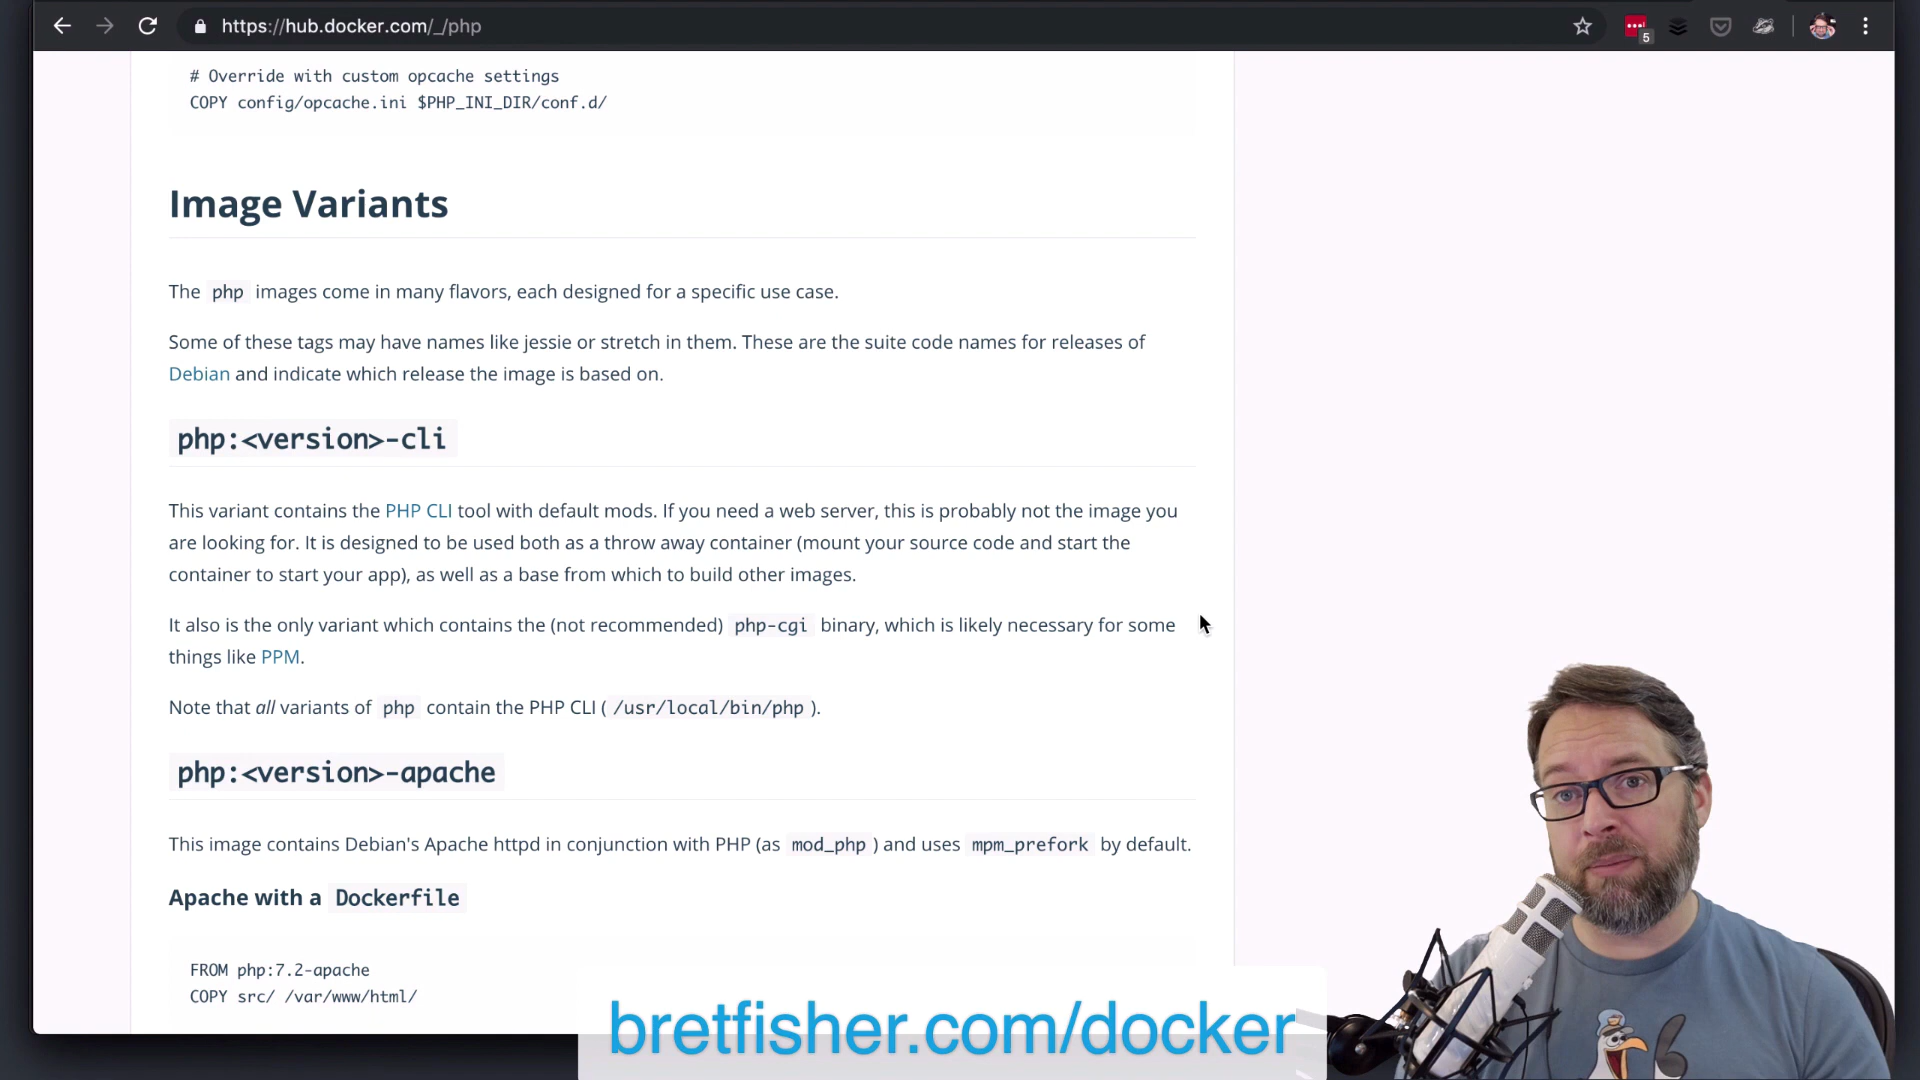 https://hub.docker.com/_/php
5
# Override with custom opcache settings
COPY config/opcache.ini $PHP_INI_DIR/conf.d/
Image Variants
The php images come in many flavors, each designed for a specific use case.
Some of these tags may have names like jessie or stretch in them. These are the suite code names for releases of
Debian and indicate which release the image is based on.
php:<version>-cli
This variant contains the PHP CLI tool with default mods. If you need a web server, this is probably not the image you
are looking for. It is designed to be used both as a throw away container (mount your source code and start the
container to start your app), as well as a base from which to build other images.
It also is the only variant which contains the (not recommended) php-cgi binary, which is likely necessary for some
things like PPM.
Note that all variants of php contain the PHP CLI ( /usr/local/bin/php ).
php:<version>-apache
This image contains Debian's Apache httpd in conjunction with PHP (as mod_php ) and uses mpm_prefork by default.
Apache with a Dockerfile
FROM php:7.2-apache
COPY src/ /var/www/html/
bretfisher.com/docker